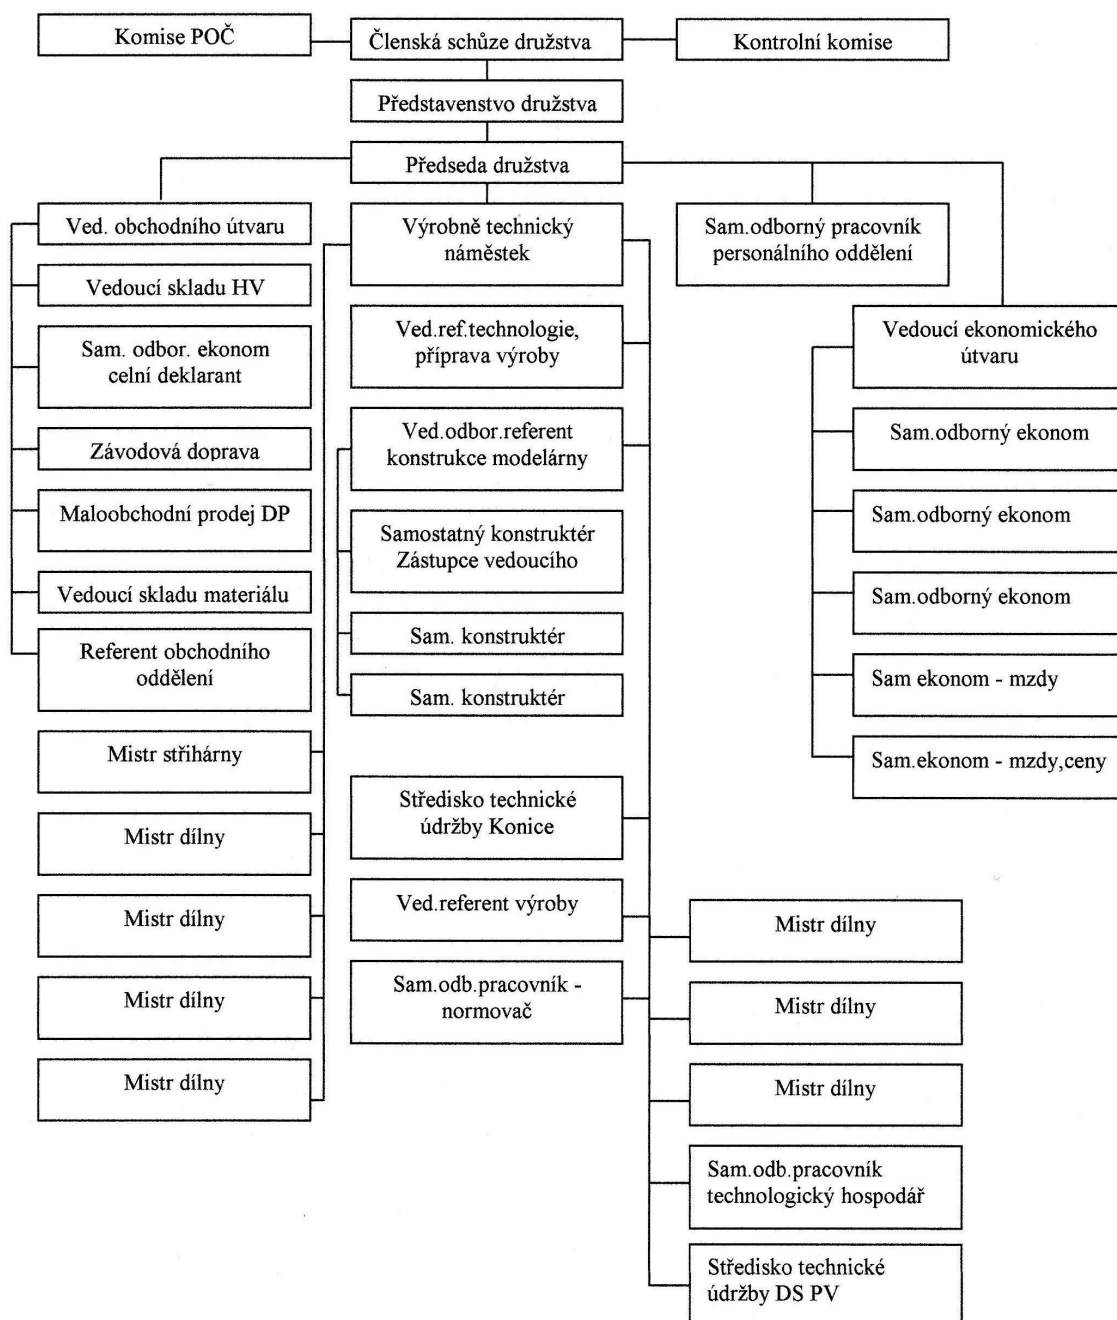 Komise POČ
Členská schůze družstva
Kontrolní komise
Představenstvo družstva
Předseda družstva
Ved. obchodního útvaru
Vedoucí skladu HV
Sam. odbor. ekonom
celní deklarant
Závodová doprava
Maloobchodní prodej DP
Vedoucí skladu materiálu
Referent obchodního
oddělení
Mistr střihárny
Mistr dílny
Mistr dílny
Mistr dílny
Mistr dílny
Výrobně technický
náměstek
Ved.ref.technologie,
příprava výroby
Ved.odbor.referent
konstrukce modelárny
Samostatný konstruktér
Zástupce vedoucího
Sam. konstruktér
Sam. konstruktér
Středisko technické
údržby Konice
Ved.referent výroby
Sam.odb.pracovník -
normovač
Sam.odborný pracovník
personálního oddělení
Vedoucí ekonomického
útvaru
Sam.odborný ekonom
Sam.odborný ekonom
Sam.odborný ekonom
Sam ekonom - mzdy
Sam.ekonom - mzdy,ceny
Mistr dílny
Mistr dílny
Mistr dílny
Sam.odb.pracovník
technologický hospodář
Středisko technické
údržby DS PV